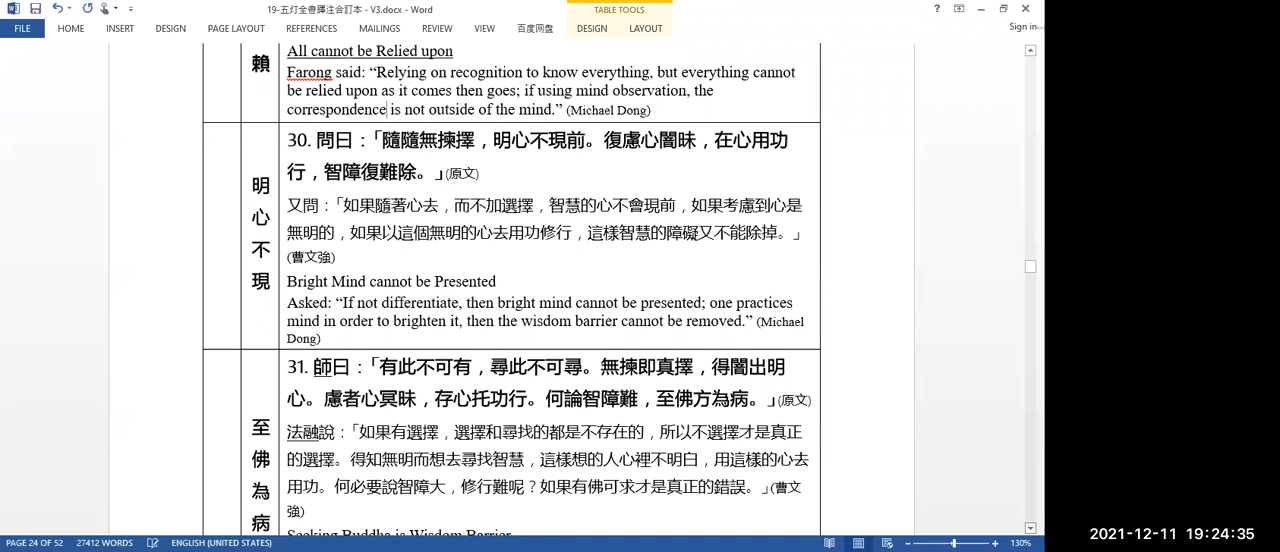 19-五灯全書譯注合訂本 - V3.docx - Word
TABLE TOOLS
Sign in
FILE HOME INSERT DESIGN PAGE LAYOUT REFERENCES MAILINGS REVIEW VIEW 百度网盘 DESIGN LAYOUT
賴
All cannot be Relied upon
Farong said: “Relying on recognition to know everything, but everything cannot
be relied upon as it comes then goes; if using mind observation, the
correspondence is not outside of the mind.” (Michael Dong)
明心不現
30. 問曰：「隨隨無揀擇，明心不現前。復慮心闇昧，在心用功
行，智障復難除。」(原文)
又問：「如果隨著心去，而不加選擇，智慧的心不會現前，如果考慮到心是
無明的，如果以這個無明的心去用功修行，這樣智慧的障礙又不能除掉。」
(曹文強)
Bright Mind cannot be Presented
Asked: “If not differentiate, then bright mind cannot be presented; one practices
mind in order to brighten it, then the wisdom barrier cannot be removed.” (Michael
Dong)
至佛為病
31. 師曰：「有此不可有，尋此不可尋。無揀即真擇，得闇出明
心。慮者心冥昧，存心托功行。何論智障難，至佛方為病。」(原文)
法融說：「如果有選擇，選擇和尋找的都是不存在的，所以不選擇才是真正
的選擇。得知無明而想去尋找智慧，這樣想的人心裡不明白，用這樣的心去
用功。何必要說智障大，修行難呢？如果有佛可求才是真正的錯誤。」(曹文
強)
Seeking Buddha is Wisdom Barrier
PAGE 24 OF 52 27412 WORDS ENGLISH (UNITED STATES) 130%
2021-12-11 19:24:35